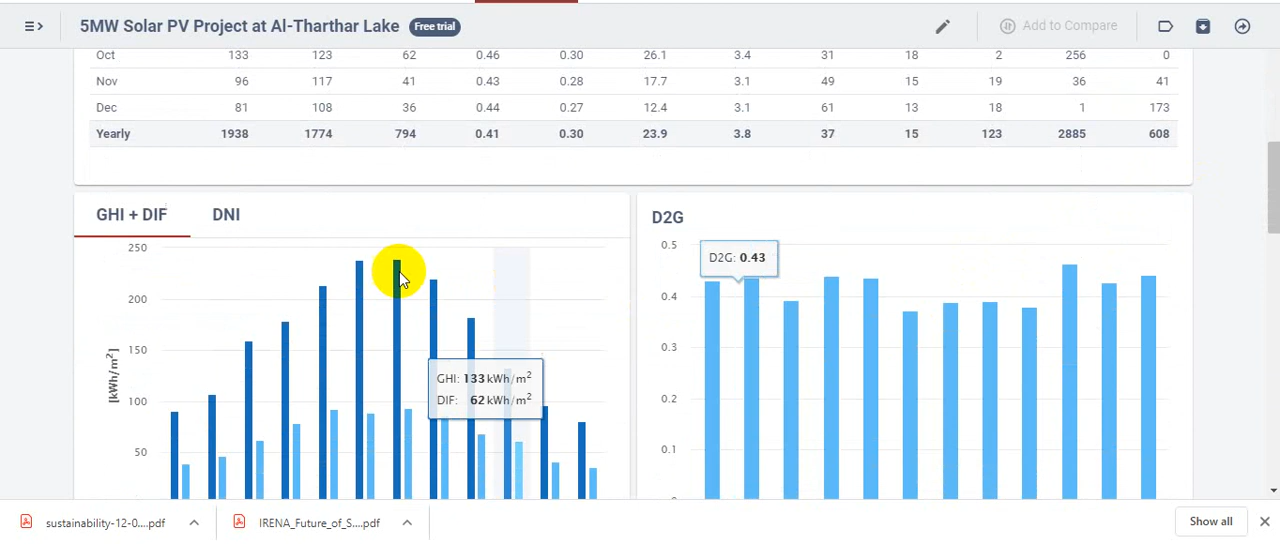 5MW Solar PV Project at Al-Tharthar Lake Free trial Add to Compare
Oct 133 123 62 0.46 0.30 26.1 3.4 31 18 2 256 0
Nov 96 117 41 0.43 0.28 17.7 3.1 49 15 19 36 41
Dec 81 108 36 0.44 0.27 12.4 3.1 61 13 18 1 173
Yearly 1938 1774 794 0.41 0.30 23.9 3.8 37 15 123 2885 608
GHI + DIF DNI
250
200
150
100
50
[kWh/m²]
GHI: 133 kWh/m²
DIF: 62 kWh/m²
D2G
0.5
0.4
0.3
0.2
0.1
D2G: 0.43
sustainability-12-0....pdf IRENA_Future_of_S....pdf Show all